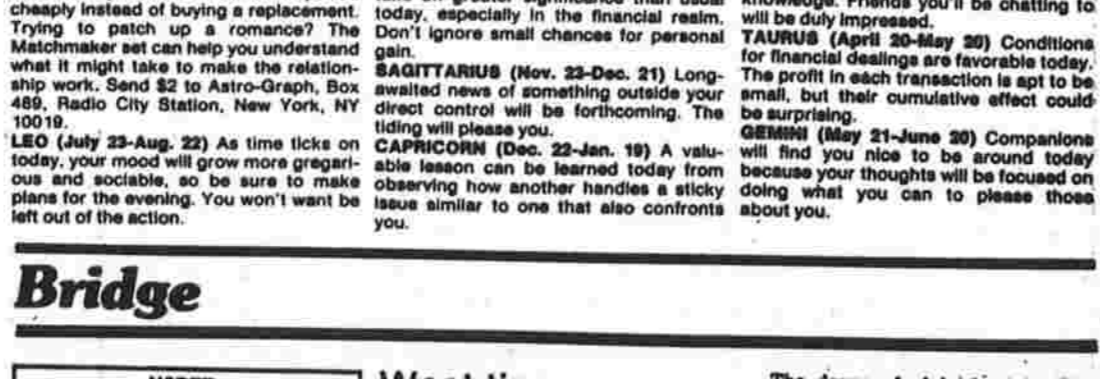 cheaply instead of buying a replacement.
Trying to patch up a romance? The
Matchmaker set can help you understand
what it might take to make the relation-
ship work. Send $2 to Astro-Graph, Box
489, Radio City Station, New York, NY
10019.
LEO (July 23-Aug. 22) As time ticks on
today, your mood will grow more gregari-
ous and sociable, so be sure to make
plans for the evening. You won't want be
left out of the action.
today, especially in the financial realm.
Don't ignore small chances for personal
gain.
SAGITTARIUS (Nov. 23-Dec. 21) Long-
awaited news of something outside your
direct control will be forthcoming. The
tiding will please you.
CAPRICORN (Dec. 22-Jan. 19) A valu-
able lesson can be learned today from
observing how another handles a sticky
issue similar to one that also confronts
you.
knowledge. Friends you'll be chatting to
will be duly impressed.
TAURUS (April 20-May 20) Conditions
for financial dealings are favorable today.
The profit in each transaction is apt to be
small, but their cumulative effect could
be surprising.
GEMINI (May 21-June 20) Companions
will find you nice to be around today
because your thoughts will be focused on
doing what you can to please those
about you.
Bridge